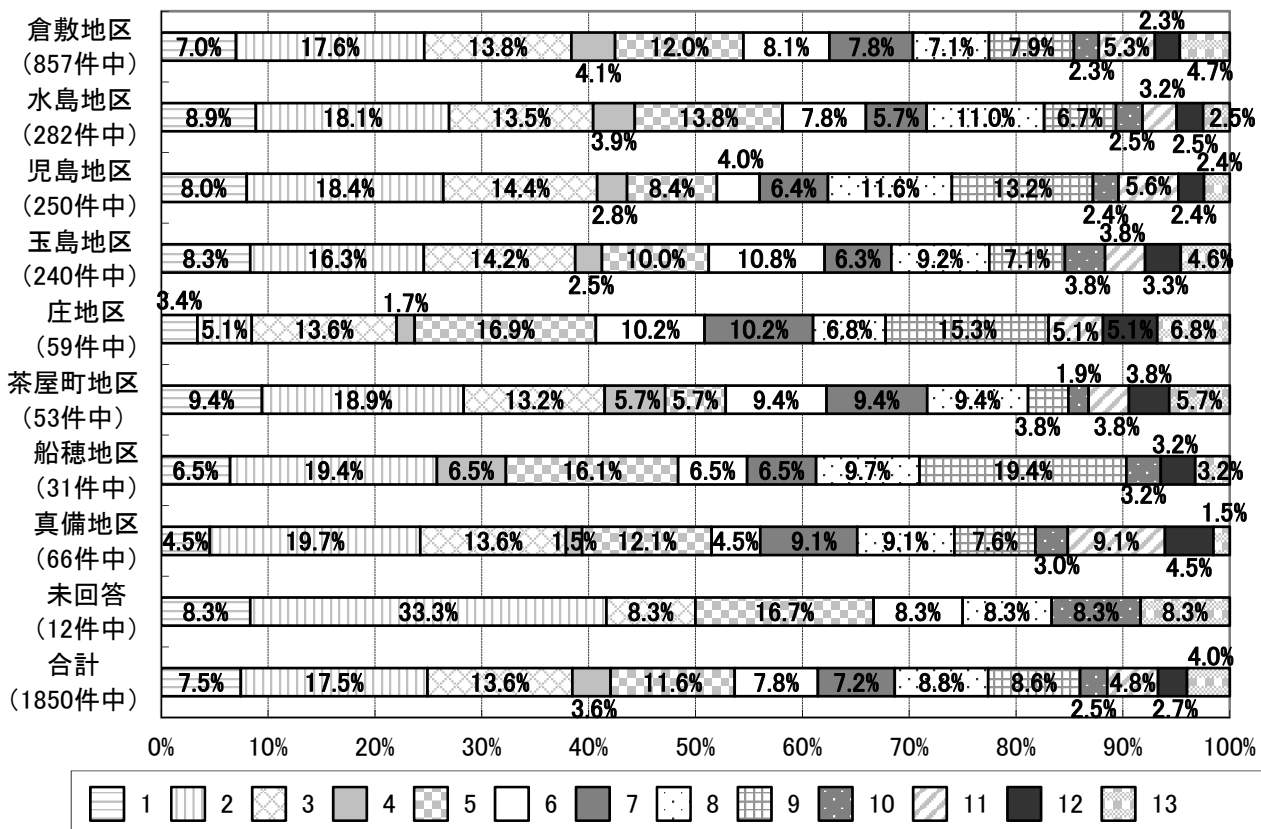 倉敷地区
(857件中)
7.0% 17.6% 13.8% 4.1% 12.0% 8.1% 7.8% 7.1% 7.9% 2.3% 5.3% 2.3% 4.7%
水島地区
(282件中)
8.9% 18.1% 13.5% 3.9% 13.8% 7.8% 5.7% 11.0% 6.7% 2.5% 3.2% 2.5% 2.5%
児島地区
(250件中)
8.0% 18.4% 14.4% 2.8% 8.4% 4.0% 6.4% 11.6% 13.2% 2.4% 5.6% 2.4% 2.4%
玉島地区
(240件中)
8.3% 16.3% 14.2% 2.5% 10.0% 10.8% 6.3% 9.2% 7.1% 3.8% 3.8% 3.3% 4.6%
庄地区
(59件中)
3.4% 5.1% 13.6% 1.7% 16.9% 10.2% 10.2% 6.8% 15.3% 5.1% 5.1% 6.8%
茶屋町地区
(53件中)
9.4% 18.9% 13.2% 5.7% 5.7% 9.4% 9.4% 9.4% 3.8% 1.9% 3.8% 3.8% 5.7%
船穂地区
(31件中)
6.5% 19.4% 6.5% 16.1% 6.5% 6.5% 9.7% 19.4% 3.2% 3.2% 3.2%
真備地区
(66件中)
4.5% 19.7% 13.6% 1.5% 12.1% 4.5% 9.1% 9.1% 7.6% 3.0% 9.1% 4.5% 1.5%
未回答
(12件中)
8.3% 33.3% 8.3% 16.7% 8.3% 8.3% 8.3% 8.3%
合計
(1850件中)
7.5% 17.5% 13.6% 3.6% 11.6% 7.8% 7.2% 8.8% 8.6% 2.5% 4.8% 2.7% 4.0%
0% 10% 20% 30% 40% 50% 60% 70% 80% 90% 100%
1 2 3 4 5 6 7 8 9 10 11 12 13